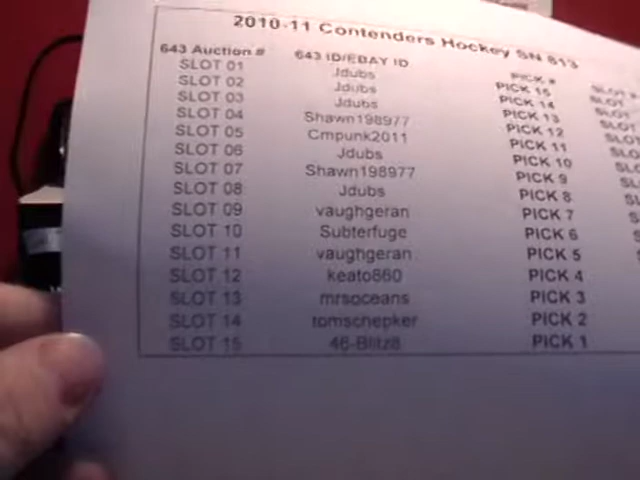 2010-11 Contenders Hockey SN 813
643 Auction # 643 ID/EBAY ID PICK #
SLOT 01 Jdubs PICK 15
SLOT 02 Jdubs PICK 14
SLOT 03 Jdubs PICK 13
SLOT 04 Shawn198977 PICK 12
SLOT 05 Cmpunk2011 PICK 11
SLOT 06 Jdubs PICK 10
SLOT 07 Shawn198977 PICK 9
SLOT 08 Jdubs PICK 8
SLOT 09 vaughgeran PICK 7
SLOT 10 Subterfuge PICK 6
SLOT 11 vaughgeran PICK 5
SLOT 12 keato860 PICK 4
SLOT 13 mrsoceans PICK 3
SLOT 14 tomschepker PICK 2
SLOT 15 46-Blitz8 PICK 1